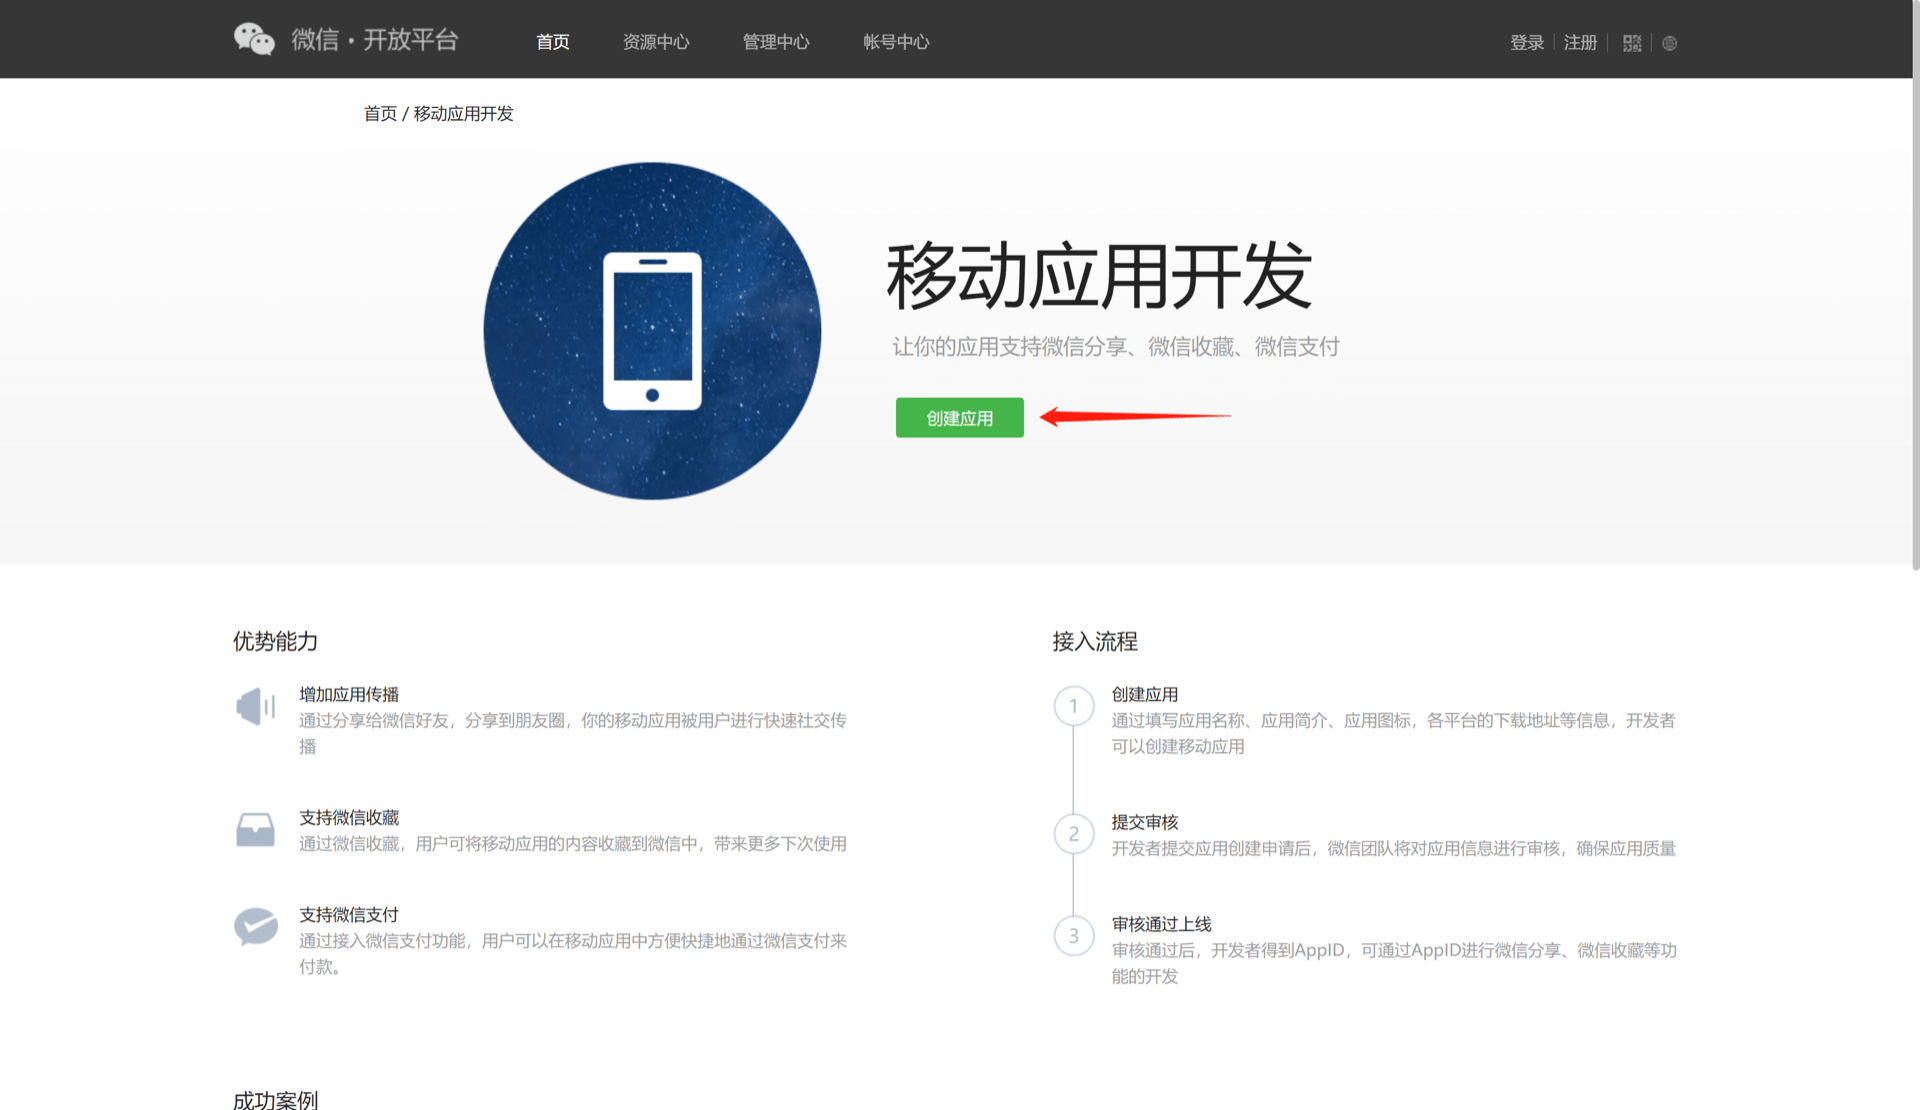 微信·开放平台
首页 资源中心 管理中心 帐号中心
登录 注册
首页 / 移动应用开发
移动应用开发
让你的应用支持微信分享、微信收藏、微信支付
创建应用
优势能力
增加应用传播
通过分享给微信好友，分享到朋友圈，你的移动应用被用户进行快速社交传
播
支持微信收藏
通过微信收藏，用户可将移动应用的内容收藏到微信中，带来更多下次使用
支持微信支付
通过接入微信支付功能，用户可以在移动应用中方便快捷地通过微信支付来
付款。
接入流程
1 创建应用
通过填写应用名称、应用简介、应用图标，各平台的下载地址等信息，开发者
可以创建移动应用
2 提交审核
开发者提交应用创建申请后，微信团队将对应用信息进行审核，确保应用质量
3 审核通过上线
审核通过后，开发者得到AppID，可通过AppID进行微信分享、微信收藏等功
能的开发
成功案例